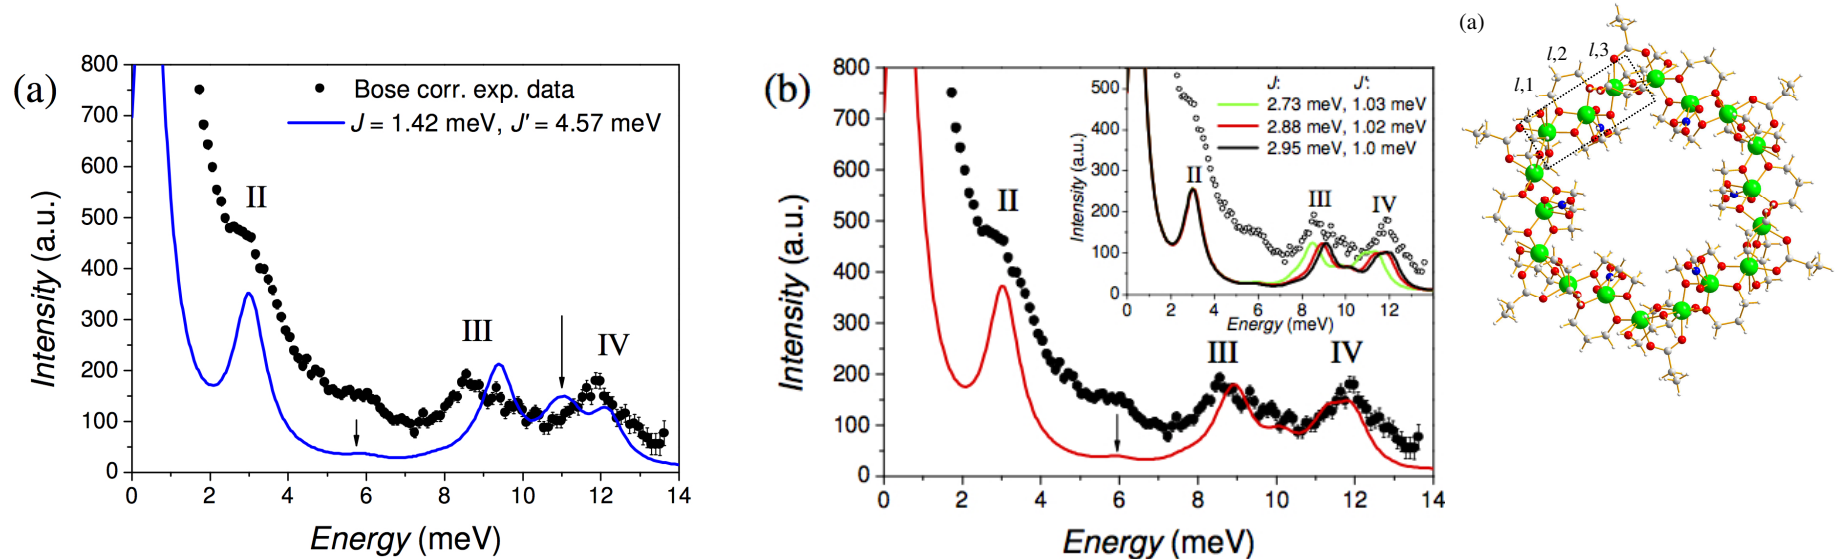 (a)
800
700
600
500
400
300
200
100
0
Intensity (a.u.)
Bose corr. exp. data
J = 1.42 meV, J' = 4.57 meV
II
III
IV
0 2 4 6 8 10 12 14
Energy (meV)
(b)
800
700
600
500
400
300
200
100
0
Intensity (a.u.)
II
III
IV
0 2 4 6 8 10 12 14
Energy (meV)
500
400
300
200
100
0
Intensity (a.u.)
J: J':
2.73 meV, 1.03 meV
2.88 meV, 1.02 meV
2.95 meV, 1.0 meV
II
III
IV
0 2 4 6 8 10 12
Energy (meV)
(a)
l,1
l,2
l,3